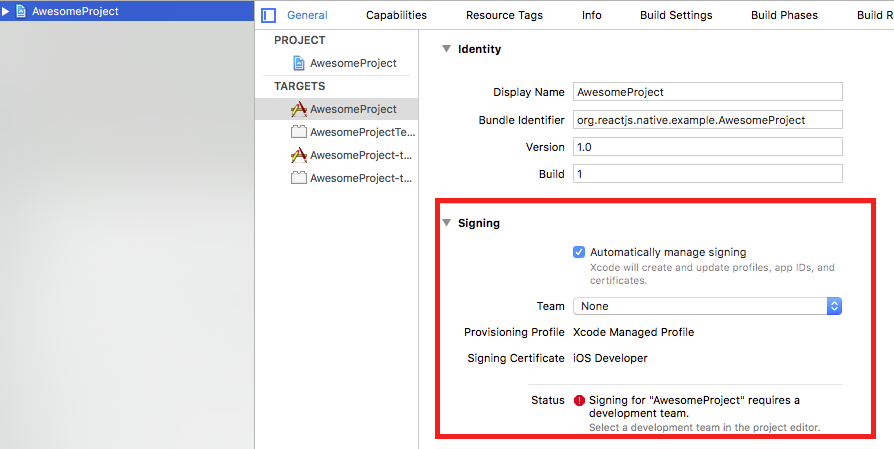 AwesomeProject
General Capabilities Resource Tags Info Build Settings Build Phases Build R
PROJECT
AwesomeProject
TARGETS
AwesomeProject
AwesomeProjectTe...
AwesomeProject-t...
AwesomeProject-t...
Identity
Display Name AwesomeProject
Bundle Identifier org.reactjs.native.example.AwesomeProject
Version 1.0
Build 1
Signing
Automatically manage signing
Xcode will create and update profiles, app IDs, and
certificates.
Team None
Provisioning Profile Xcode Managed Profile
Signing Certificate iOS Developer
Status Signing for "AwesomeProject" requires a
development team.
Select a development team in the project editor.